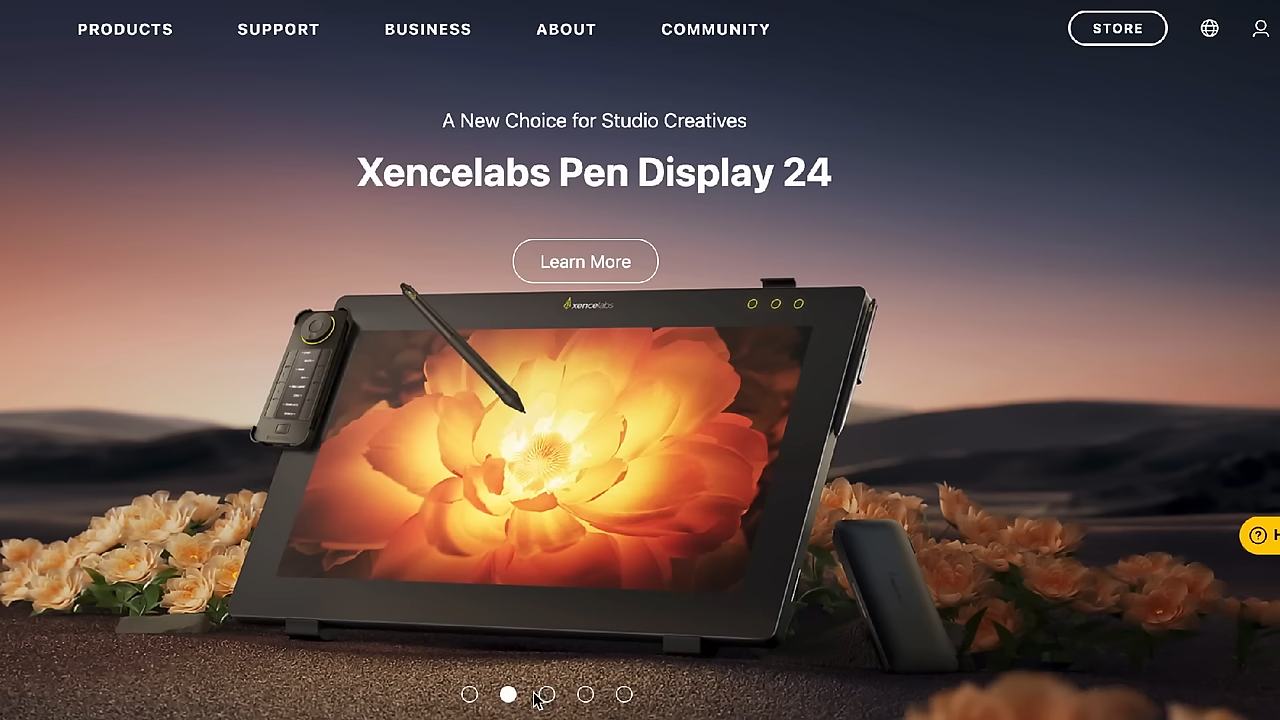 PRODUCTS SUPPORT BUSINESS ABOUT COMMUNITY STORE
A New Choice for Studio Creatives
Xencelabs Pen Display 24
Learn More
xencelabs
H